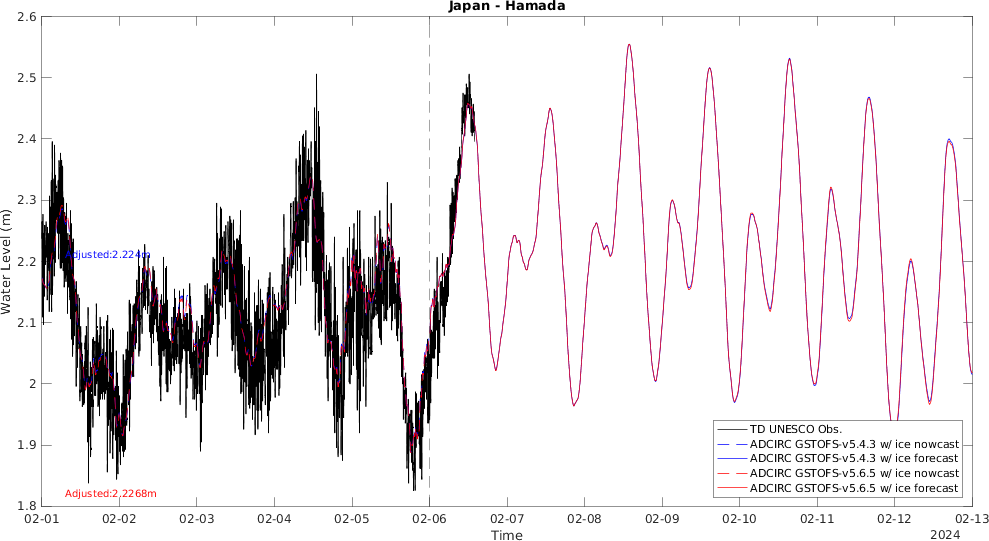 Japan - Hamada
2.6
2.5
2.4
2.3
2.2
2.1
2
1.9
1.8
Water Level (m)
Adjusted:2.224m
Adjusted:2.2268m
TD UNESCO Obs.
ADCIRC GSTOFS-v5.4.3 w/ ice nowcast
ADCIRC GSTOFS-v5.4.3 w/ ice forecast
ADCIRC GSTOFS-v5.6.5 w/ ice nowcast
ADCIRC GSTOFS-v5.6.5 w/ ice forecast
02-01 02-02 02-03 02-04 02-05 02-06 02-07 02-08 02-09 02-10 02-11 02-12 02-13
Time
2024